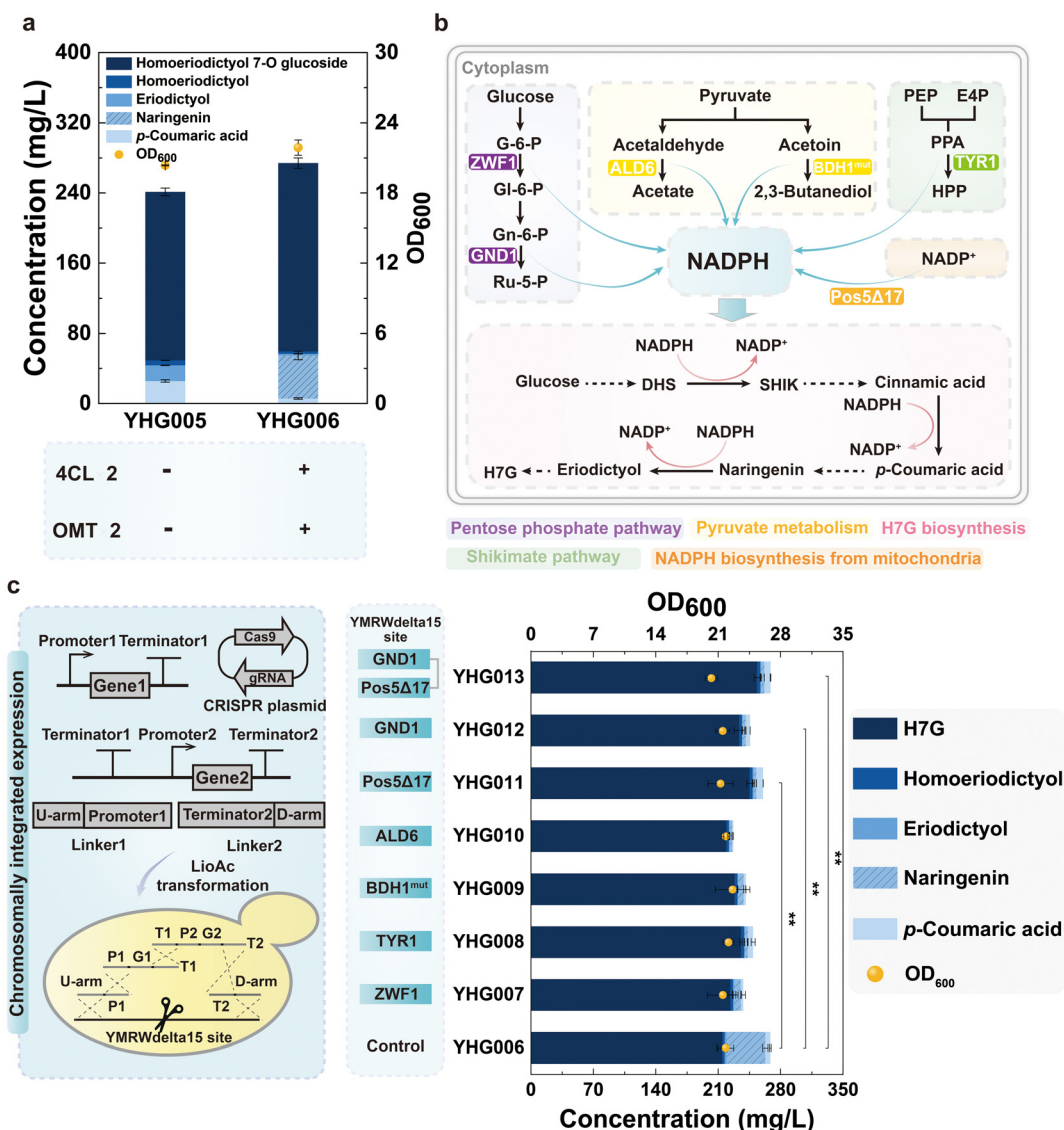 a
Concentration (mg/L)
400
320
240
160
80
0
Homoeriodictyol 7-O glucoside
Homoeriodictyol
Eriodictyol
Naringenin
p-Coumaric acid
OD600
30
24
18
12
6
0
OD600
YHG005
YHG006
4CL 2 - +
OMT 2 - +
b
Cytoplasm
Glucose
G-6-P
ZWF1
Gl-6-P
Gn-6-P
GND1
Ru-5-P
Pyruvate
Acetaldehyde
Acetoin
ALD6
BDH1mut
Acetate
2,3-Butanediol
PEP
E4P
PPA
TYR1
HPP
NADPH
NADP+
Pos5Δ17
NADPH
NADP+
Glucose
DHS
SHIK
Cinnamic acid
NADPH
NADP+
NADP+
NADPH
H7G
Eriodictyol
Naringenin
p-Coumaric acid
Pentose phosphate pathway
Pyruvate metabolism
H7G biosynthesis
Shikimate pathway
NADPH biosynthesis from mitochondria
c
Chromosomally integrated expression
Promoter1 Terminator1
Gene1
Cas9
gRNA
CRISPR plasmid
Terminator1
Promoter2
Terminator2
Gene2
U-arm Promoter1
Terminator2 D-arm
Linker1
Linker2
LioAc
transformation
T1 P2 G2
T2
P1 G1
T1
U-arm
D-arm
P1
T2
YMRWdelta15 site
YMRWdelta15
site
GND1
Pos5Δ17
GND1
Pos5Δ17
ALD6
BDH1mut
TYR1
ZWF1
Control
OD600
0 7 14 21 28 35
YHG013
YHG012
YHG011
YHG010
YHG009
YHG008
YHG007
YHG006
**
**
**
0 70 140 210 280 350
Concentration (mg/L)
H7G
Homoeriodictyol
Eriodictyol
Naringenin
p-Coumaric acid
OD600